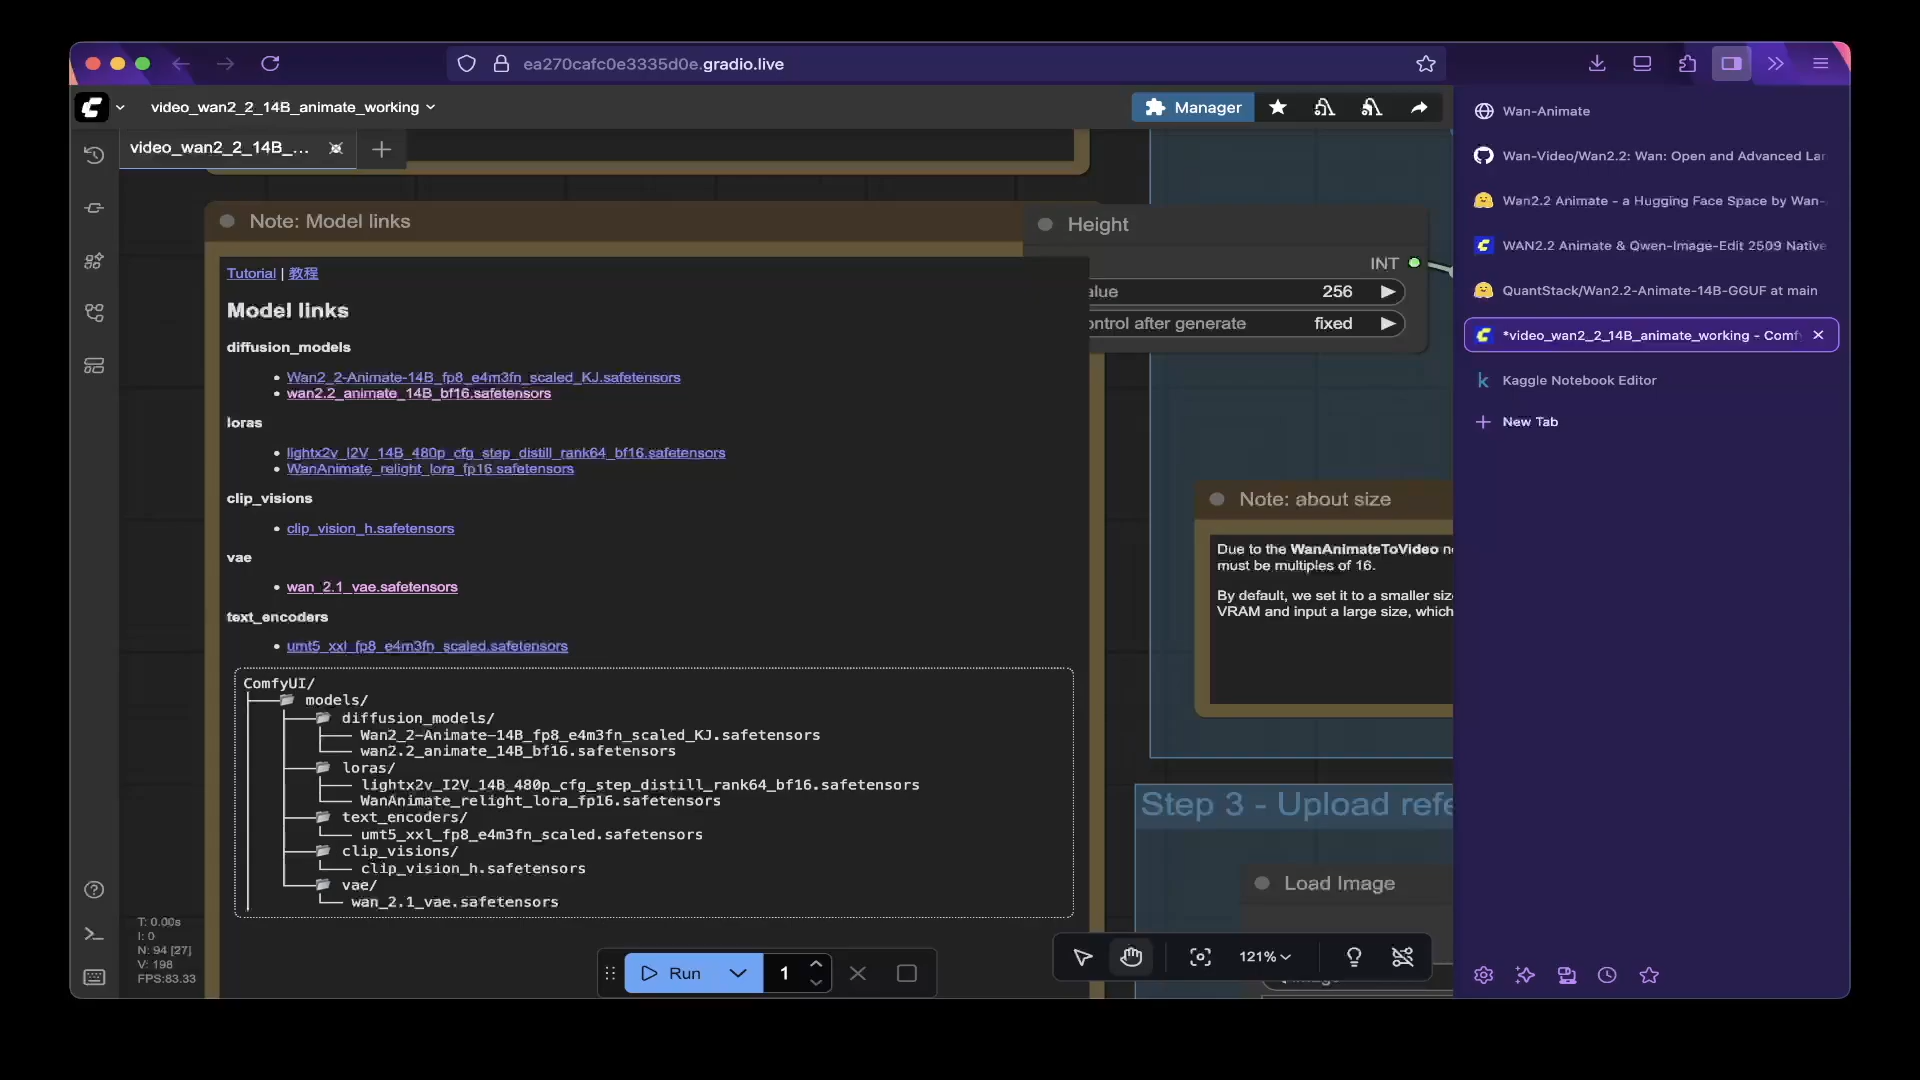 ea270cafc0e3335d0e.gradio.live
video_wan2_2_14B_animate_working
Manager
video_wan2_2_14B_...
Note: Model links
Tutorial | 教程
Model links
diffusion_models
Wan2_2-Animate-14B_fp8_e4m3fn_scaled_KJ.safetensors
wan2.2_animate_14B_bf16.safetensors
loras
lightx2v_I2V_14B_480p_cfg_step_distill_rank64_bf16.safetensors
WanAnimate_relight_lora_fp16.safetensors
clip_visions
clip_vision_h.safetensors
vae
wan_2.1_vae.safetensors
text_encoders
umt5_xxl_fp8_e4m3fn_scaled.safetensors
ComfyUI/
models/
diffusion_models/
Wan2_2-Animate-14B_fp8_e4m3fn_scaled_KJ.safetensors
wan2.2_animate_14B_bf16.safetensors
loras/
lightx2v_I2V_14B_480p_cfg_step_distill_rank64_bf16.safetensors
WanAnimate_relight_lora_fp16.safetensors
text_encoders/
umt5_xxl_fp8_e4m3fn_scaled.safetensors
clip_visions/
clip_vision_h.safetensors
vae/
wan_2.1_vae.safetensors
T: 0.00s
I: 0
N: 94 [27]
V: 198
FPS:83.33
Run
1
Height
INT
alue 256
ontrol after generate fixed
Note: about size
Due to the WanAnimateToVideo n
must be multiples of 16.
By default, we set it to a smaller siz
VRAM and input a large size, which
Step 3 - Upload refe
Load Image
121%
Wan-Animate
Wan-Video/Wan2.2: Wan: Open and Advanced Lar
Wan2.2 Animate - a Hugging Face Space by Wan-
WAN2.2 Animate & Qwen-Image-Edit 2509 Native
QuantStack/Wan2.2-Animate-14B-GGUF at main
*video_wan2_2_14B_animate_working - Comf
Kaggle Notebook Editor
New Tab